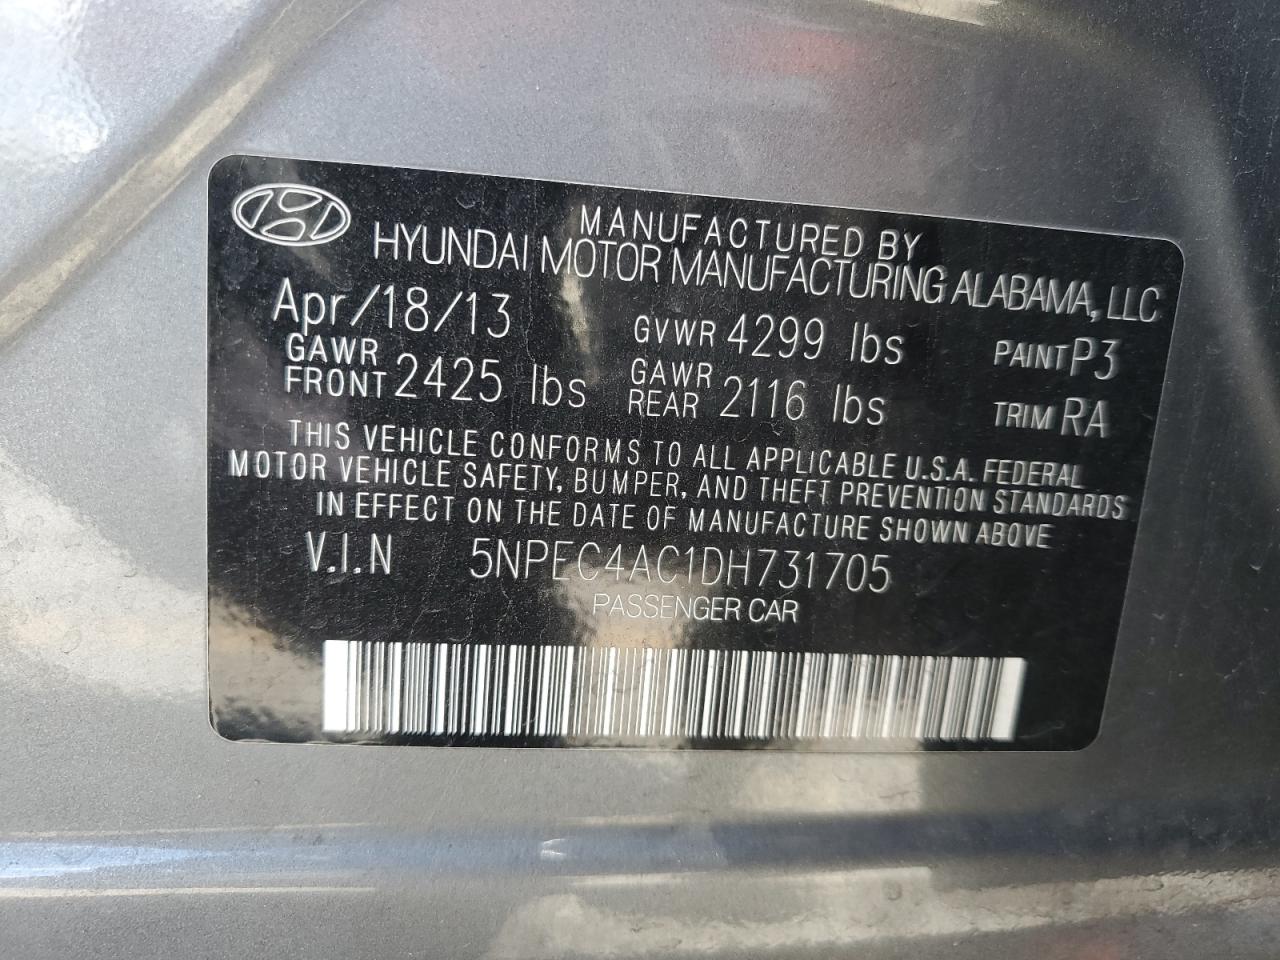 MANUFACTURED BY
HYUNDAI MOTOR MANUFACTURING ALABAMA, LLC
Apr/18/13 GVWR 4299 lbs PAINT P3
GAWR FRONT 2425 lbs GAWR REAR 2116 lbs TRIM RA
THIS VEHICLE CONFORMS TO ALL APPLICABLE U.S.A. FEDERAL
MOTOR VEHICLE SAFETY, BUMPER, AND THEFT PREVENTION STANDARDS
IN EFFECT ON THE DATE OF MANUFACTURE SHOWN ABOVE
V.I.N 5NPEC4AC1DH731705
PASSENGER CAR